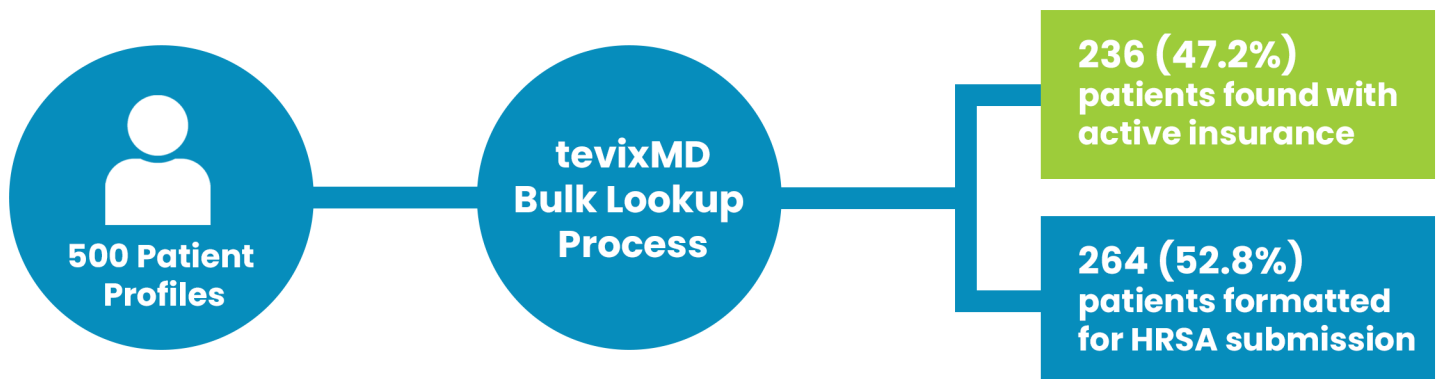 500 Patient
Profiles
tevixMD
Bulk Lookup
Process
236 (47.2%)
patients found with
active insurance
264 (52.8%)
patients formatted
for HRSA submission